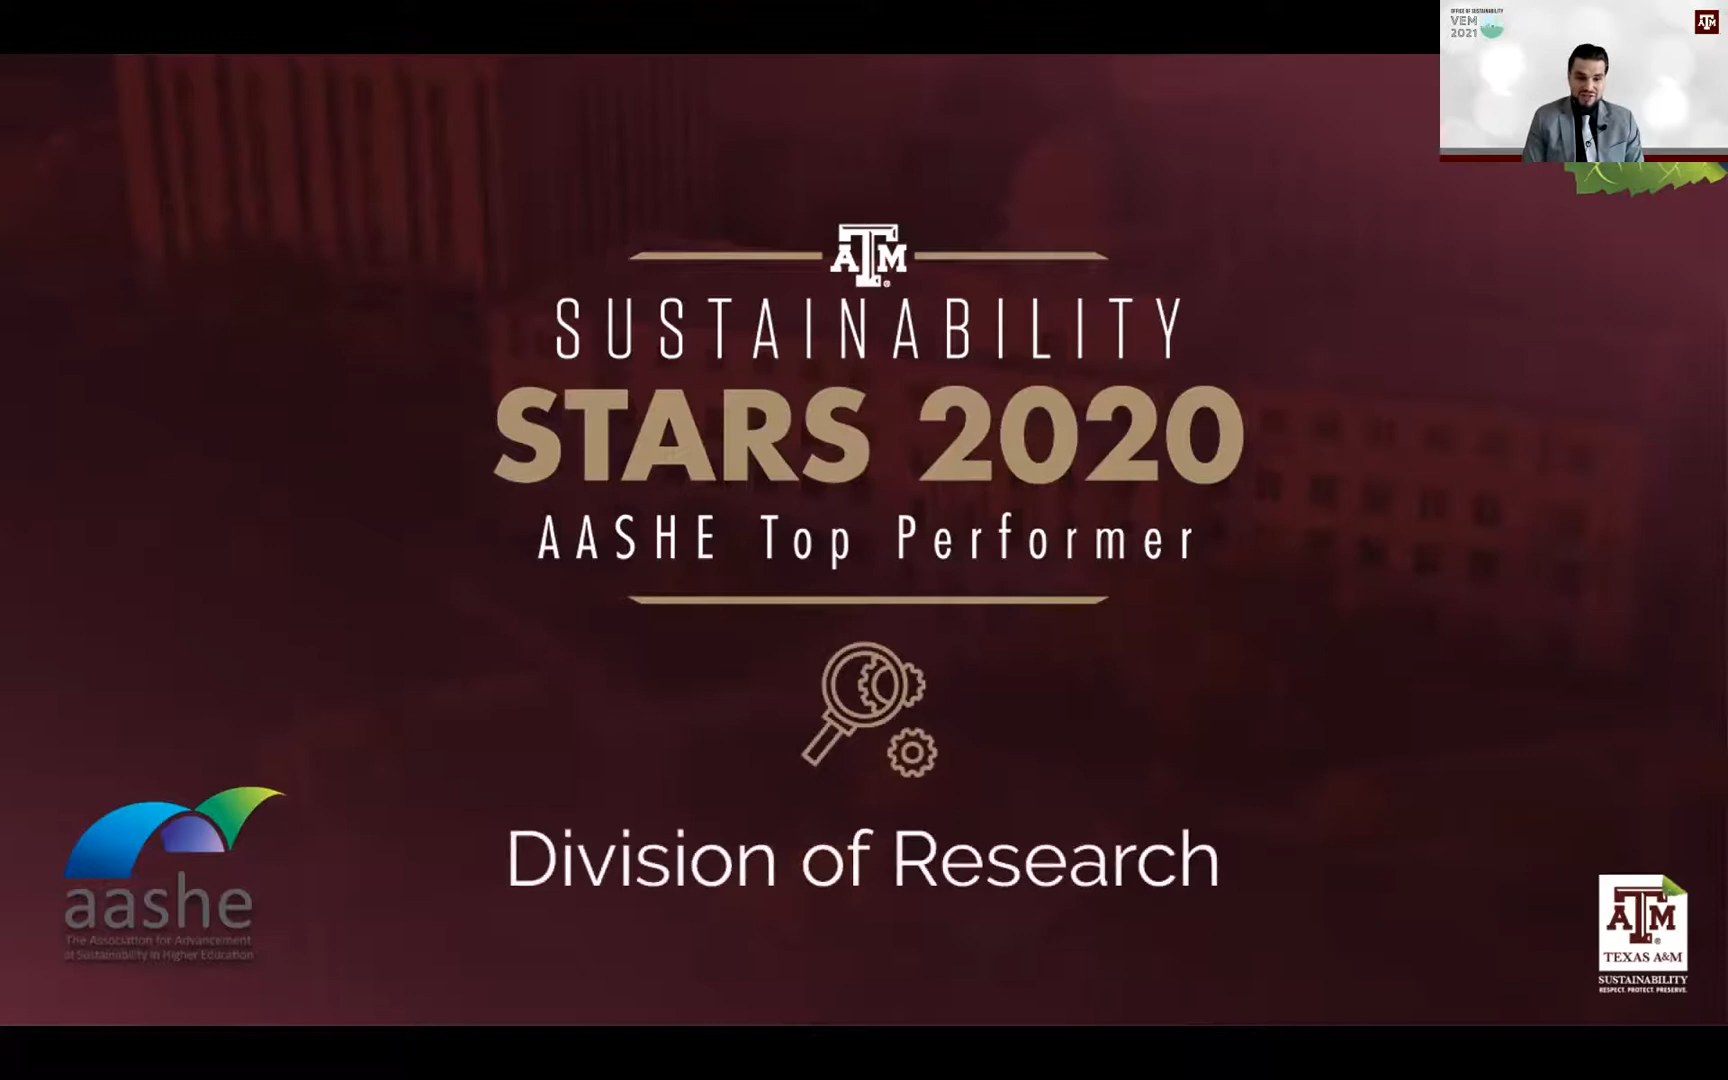 OFFICE OF SUSTAINABILITY
VEM
2021
ATM
ATM
SUSTAINABILITY
STARS 2020
AASHE Top Performer
Division of Research
aashe
The Association for Advancement
of Sustainability in Higher Education
ATM
TEXAS A&M
SUSTAINABILITY
RESPECT. PROTECT. PRESERVE.